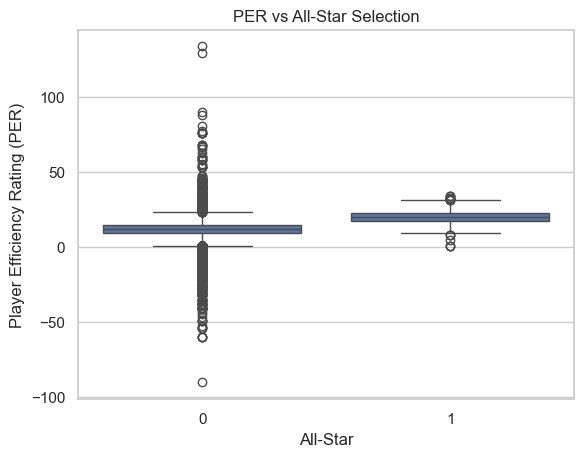 PER vs All-Star Selection
Player Efficiency Rating (PER)
100
50
0
−50
−100
0
1
All-Star